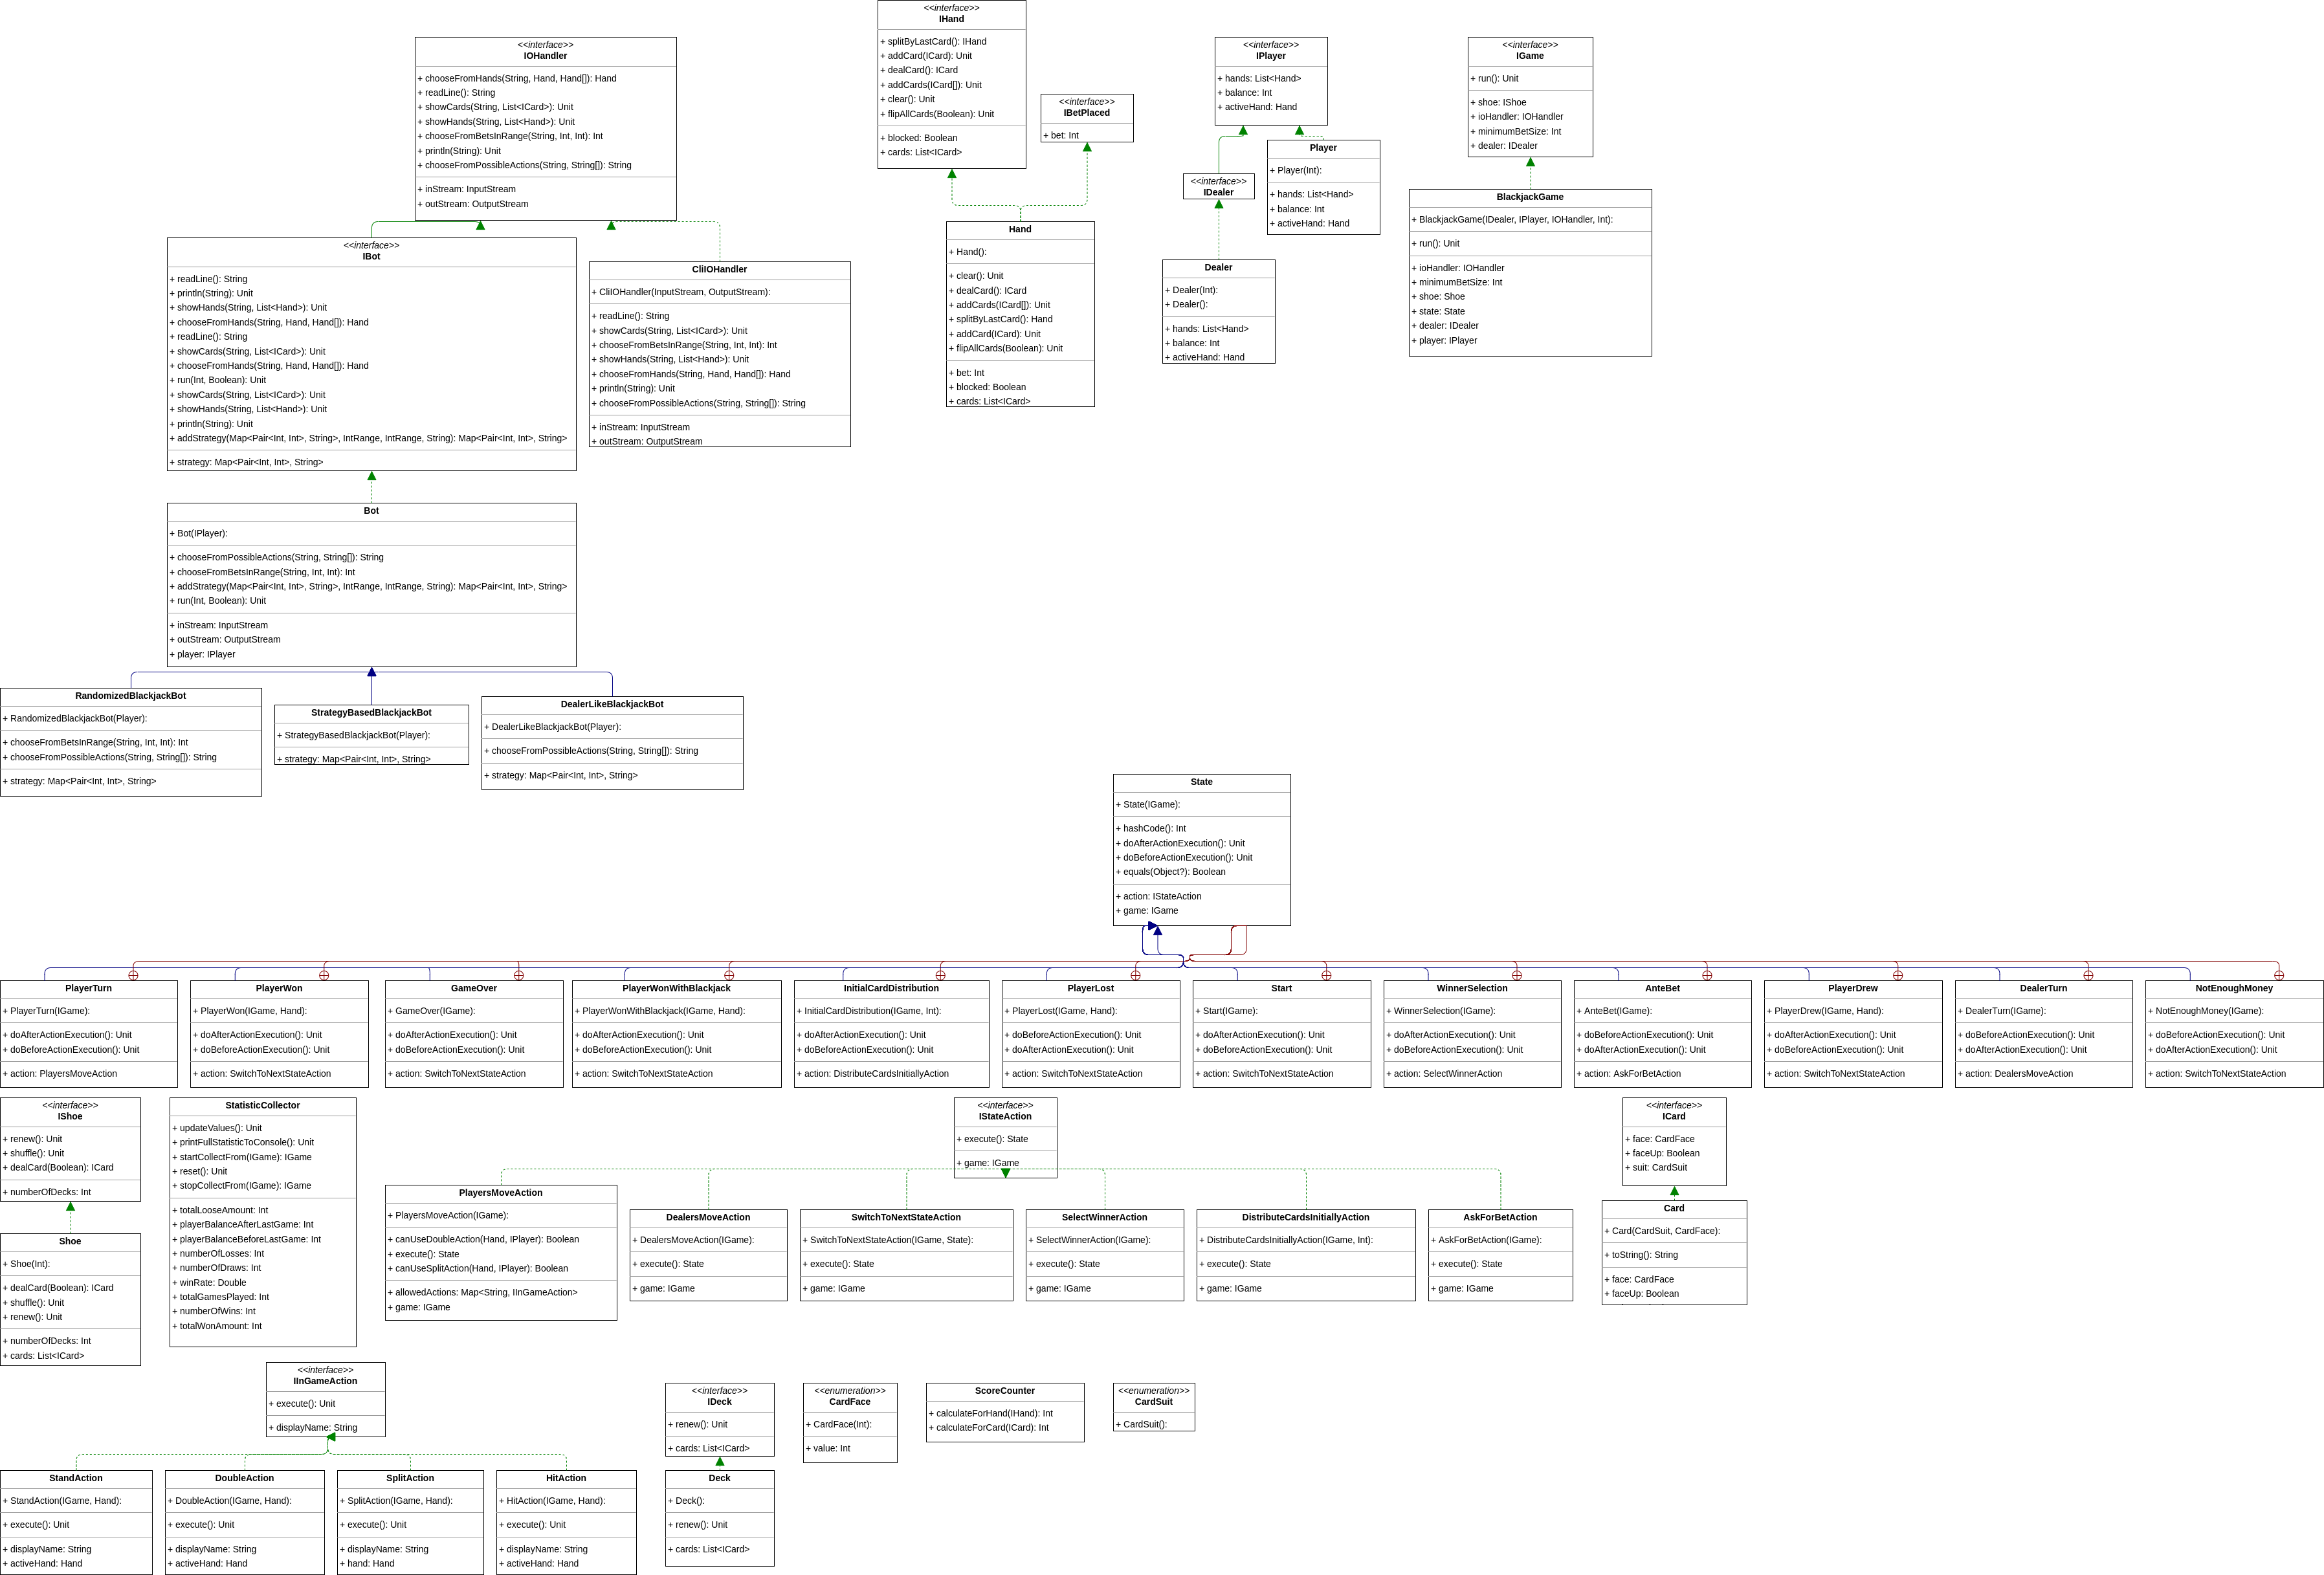 <<interface>>
IOHandler
+ chooseFromHands(String, Hand, Hand[]): Hand
+ readLine(): String
+ showCards(String, List<ICard>): Unit
+ showHands(String, List<Hand>): Unit
+ chooseFromBetsInRange(String, Int, Int): Int
+ println(String): Unit
+ chooseFromPossibleActions(String, String[]): String
+ inStream: InputStream
+ outStream: OutputStream
<<interface>>
IHand
+ splitByLastCard(): IHand
+ addCard(ICard): Unit
+ dealCard(): ICard
+ addCards(ICard[]): Unit
+ clear(): Unit
+ flipAllCards(Boolean): Unit
+ blocked: Boolean
+ cards: List<ICard>
<<interface>>
IBetPlaced
+ bet: Int
<<interface>>
IPlayer
+ hands: List<Hand>
+ balance: Int
+ activeHand: Hand
<<interface>>
IGame
+ run(): Unit
+ shoe: IShoe
+ ioHandler: IOHandler
+ minimumBetSize: Int
+ dealer: IDealer
Player
+ Player(Int):
+ hands: List<Hand>
+ balance: Int
+ activeHand: Hand
<<interface>>
IDealer
BlackjackGame
+ BlackjackGame(IDealer, IPlayer, IOHandler, Int):
+ run(): Unit
+ ioHandler: IOHandler
+ minimumBetSize: Int
+ shoe: Shoe
+ state: State
+ dealer: IDealer
+ player: IPlayer
Hand
+ Hand():
+ clear(): Unit
+ dealCard(): ICard
+ addCards(ICard[]): Unit
+ splitByLastCard(): Hand
+ addCard(ICard): Unit
+ flipAllCards(Boolean): Unit
+ bet: Int
+ blocked: Boolean
+ cards: List<ICard>
Dealer
+ Dealer(Int):
+ Dealer():
+ hands: List<Hand>
+ balance: Int
+ activeHand: Hand
<<interface>>
IBot
+ readLine(): String
+ println(String): Unit
+ showHands(String, List<Hand>): Unit
+ chooseFromHands(String, Hand, Hand[]): Hand
+ readLine(): String
+ showCards(String, List<ICard>): Unit
+ chooseFromHands(String, Hand, Hand[]): Hand
+ run(Int, Boolean): Unit
+ showCards(String, List<ICard>): Unit
+ showHands(String, List<Hand>): Unit
+ println(String): Unit
+ addStrategy(Map<Pair<Int, Int>, String>, IntRange, IntRange, String): Map<Pair<Int, Int>, String>
+ strategy: Map<Pair<Int, Int>, String>
CliIOHandler
+ CliIOHandler(InputStream, OutputStream):
+ readLine(): String
+ showCards(String, List<ICard>): Unit
+ chooseFromBetsInRange(String, Int, Int): Int
+ showHands(String, List<Hand>): Unit
+ chooseFromHands(String, Hand, Hand[]): Hand
+ println(String): Unit
+ chooseFromPossibleActions(String, String[]): String
+ inStream: InputStream
+ outStream: OutputStream
Bot
+ Bot(IPlayer):
+ chooseFromPossibleActions(String, String[]): String
+ chooseFromBetsInRange(String, Int, Int): Int
+ addStrategy(Map<Pair<Int, Int>, String>, IntRange, IntRange, String): Map<Pair<Int, Int>, String>
+ run(Int, Boolean): Unit
+ inStream: InputStream
+ outStream: OutputStream
+ player: IPlayer
RandomizedBlackjackBot
+ RandomizedBlackjackBot(Player):
+ chooseFromBetsInRange(String, Int, Int): Int
+ chooseFromPossibleActions(String, String[]): String
+ strategy: Map<Pair<Int, Int>, String>
StrategyBasedBlackjackBot
+ StrategyBasedBlackjackBot(Player):
+ strategy: Map<Pair<Int, Int>, String>
DealerLikeBlackjackBot
+ DealerLikeBlackjackBot(Player):
+ chooseFromPossibleActions(String, String[]): String
+ strategy: Map<Pair<Int, Int>, String>
State
+ State(IGame):
+ hashCode(): Int
+ doAfterActionExecution(): Unit
+ doBeforeActionExecution(): Unit
+ equals(Object?): Boolean
+ action: IStateAction
+ game: IGame
PlayerTurn
+ PlayerTurn(IGame):
+ doAfterActionExecution(): Unit
+ doBeforeActionExecution(): Unit
+ action: PlayersMoveAction
PlayerWon
+ PlayerWon(IGame, Hand):
+ doAfterActionExecution(): Unit
+ doBeforeActionExecution(): Unit
+ action: SwitchToNextStateAction
GameOver
+ GameOver(IGame):
+ doAfterActionExecution(): Unit
+ doBeforeActionExecution(): Unit
+ action: SwitchToNextStateAction
PlayerWonWithBlackjack
+ PlayerWonWithBlackjack(IGame, Hand):
+ doAfterActionExecution(): Unit
+ doBeforeActionExecution(): Unit
+ action: SwitchToNextStateAction
InitialCardDistribution
+ InitialCardDistribution(IGame, Int):
+ doAfterActionExecution(): Unit
+ doBeforeActionExecution(): Unit
+ action: DistributeCardsInitiallyAction
PlayerLost
+ PlayerLost(IGame, Hand):
+ doBeforeActionExecution(): Unit
+ doAfterActionExecution(): Unit
+ action: SwitchToNextStateAction
Start
+ Start(IGame):
+ doAfterActionExecution(): Unit
+ doBeforeActionExecution(): Unit
+ action: SwitchToNextStateAction
WinnerSelection
+ WinnerSelection(IGame):
+ doAfterActionExecution(): Unit
+ doBeforeActionExecution(): Unit
+ action: SelectWinnerAction
AnteBet
+ AnteBet(IGame):
+ doBeforeActionExecution(): Unit
+ doAfterActionExecution(): Unit
+ action: AskForBetAction
PlayerDrew
+ PlayerDrew(IGame, Hand):
+ doAfterActionExecution(): Unit
+ doBeforeActionExecution(): Unit
+ action: SwitchToNextStateAction
DealerTurn
+ DealerTurn(IGame):
+ doBeforeActionExecution(): Unit
+ doAfterActionExecution(): Unit
+ action: DealersMoveAction
NotEnoughMoney
+ NotEnoughMoney(IGame):
+ doBeforeActionExecution(): Unit
+ doAfterActionExecution(): Unit
+ action: SwitchToNextStateAction
<<interface>>
IShoe
+ renew(): Unit
+ shuffle(): Unit
+ dealCard(Boolean): ICard
+ numberOfDecks: Int
Shoe
+ Shoe(Int):
+ dealCard(Boolean): ICard
+ shuffle(): Unit
+ renew(): Unit
+ numberOfDecks: Int
+ cards: List<ICard>
StatisticCollector
+ updateValues(): Unit
+ printFullStatisticToConsole(): Unit
+ startCollectFrom(IGame): IGame
+ reset(): Unit
+ stopCollectFrom(IGame): IGame
+ totalLooseAmount: Int
+ playerBalanceAfterLastGame: Int
+ playerBalanceBeforeLastGame: Int
+ numberOfLosses: Int
+ numberOfDraws: Int
+ winRate: Double
+ totalGamesPlayed: Int
+ numberOfWins: Int
+ totalWonAmount: Int
<<interface>>
IStateAction
+ execute(): State
+ game: IGame
PlayersMoveAction
+ PlayersMoveAction(IGame):
+ canUseDoubleAction(Hand, IPlayer): Boolean
+ execute(): State
+ canUseSplitAction(Hand, IPlayer): Boolean
+ allowedActions: Map<String, IInGameAction>
+ game: IGame
DealersMoveAction
+ DealersMoveAction(IGame):
+ execute(): State
+ game: IGame
SwitchToNextStateAction
+ SwitchToNextStateAction(IGame, State):
+ execute(): State
+ game: IGame
SelectWinnerAction
+ SelectWinnerAction(IGame):
+ execute(): State
+ game: IGame
DistributeCardsInitiallyAction
+ DistributeCardsInitiallyAction(IGame, Int):
+ execute(): State
+ game: IGame
AskForBetAction
+ AskForBetAction(IGame):
+ execute(): State
+ game: IGame
<<interface>>
ICard
+ face: CardFace
+ faceUp: Boolean
+ suit: CardSuit
Card
+ Card(CardSuit, CardFace):
+ toString(): String
+ face: CardFace
+ faceUp: Boolean
<<interface>>
IInGameAction
+ execute(): Unit
+ displayName: String
StandAction
+ StandAction(IGame, Hand):
+ execute(): Unit
+ displayName: String
+ activeHand: Hand
DoubleAction
+ DoubleAction(IGame, Hand):
+ execute(): Unit
+ displayName: String
+ activeHand: Hand
SplitAction
+ SplitAction(IGame, Hand):
+ execute(): Unit
+ displayName: String
+ hand: Hand
HitAction
+ HitAction(IGame, Hand):
+ execute(): Unit
+ displayName: String
+ activeHand: Hand
<<interface>>
IDeck
+ renew(): Unit
+ cards: List<ICard>
Deck
+ Deck():
+ renew(): Unit
+ cards: List<ICard>
<<enumeration>>
CardFace
+ CardFace(Int):
+ value: Int
ScoreCounter
+ calculateForHand(IHand): Int
+ calculateForCard(ICard): Int
<<enumeration>>
CardSuit
+ CardSuit():